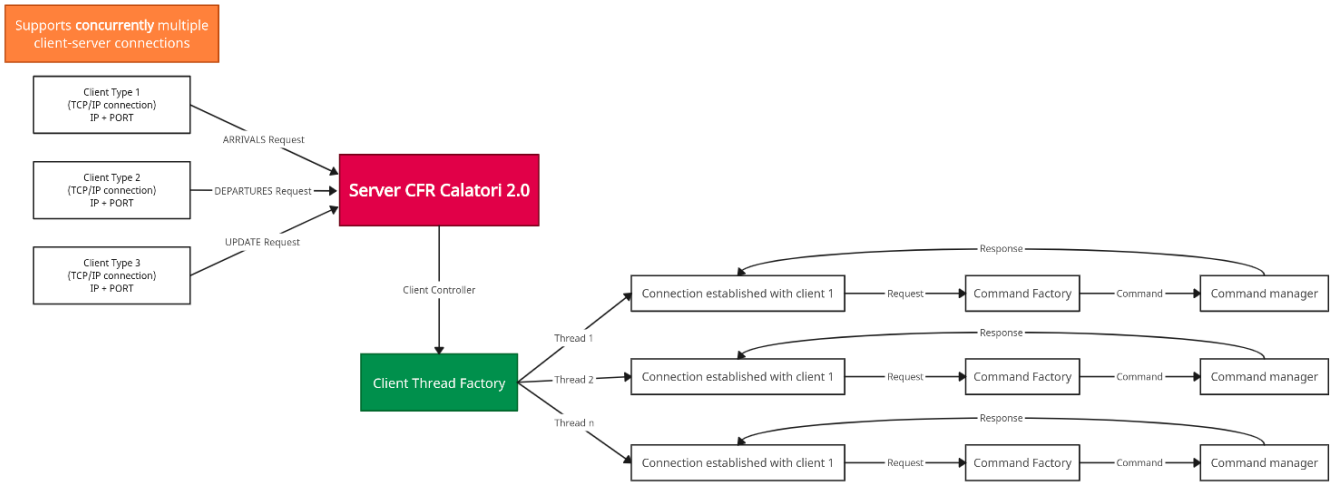 Supports concurrently multiple
client-server connections
Client Type 1
(TCP/IP connection)
IP + PORT
ARRIVALS Request
Client Type 2
(TCP/IP connection)
IP + PORT
DEPARTURES Request
Server CFR Calatori 2.0
Client Type 3
(TCP/IP connection)
IP + PORT
UPDATE Request
Client Controller
Client Thread Factory
Response
Thread 1
Connection established with client 1
Request
Command Factory
Command
Command manager
Response
Thread 2
Connection established with client 1
Request
Command Factory
Command
Command manager
Response
Thread n
Connection established with client 1
Request
Command Factory
Command
Command manager